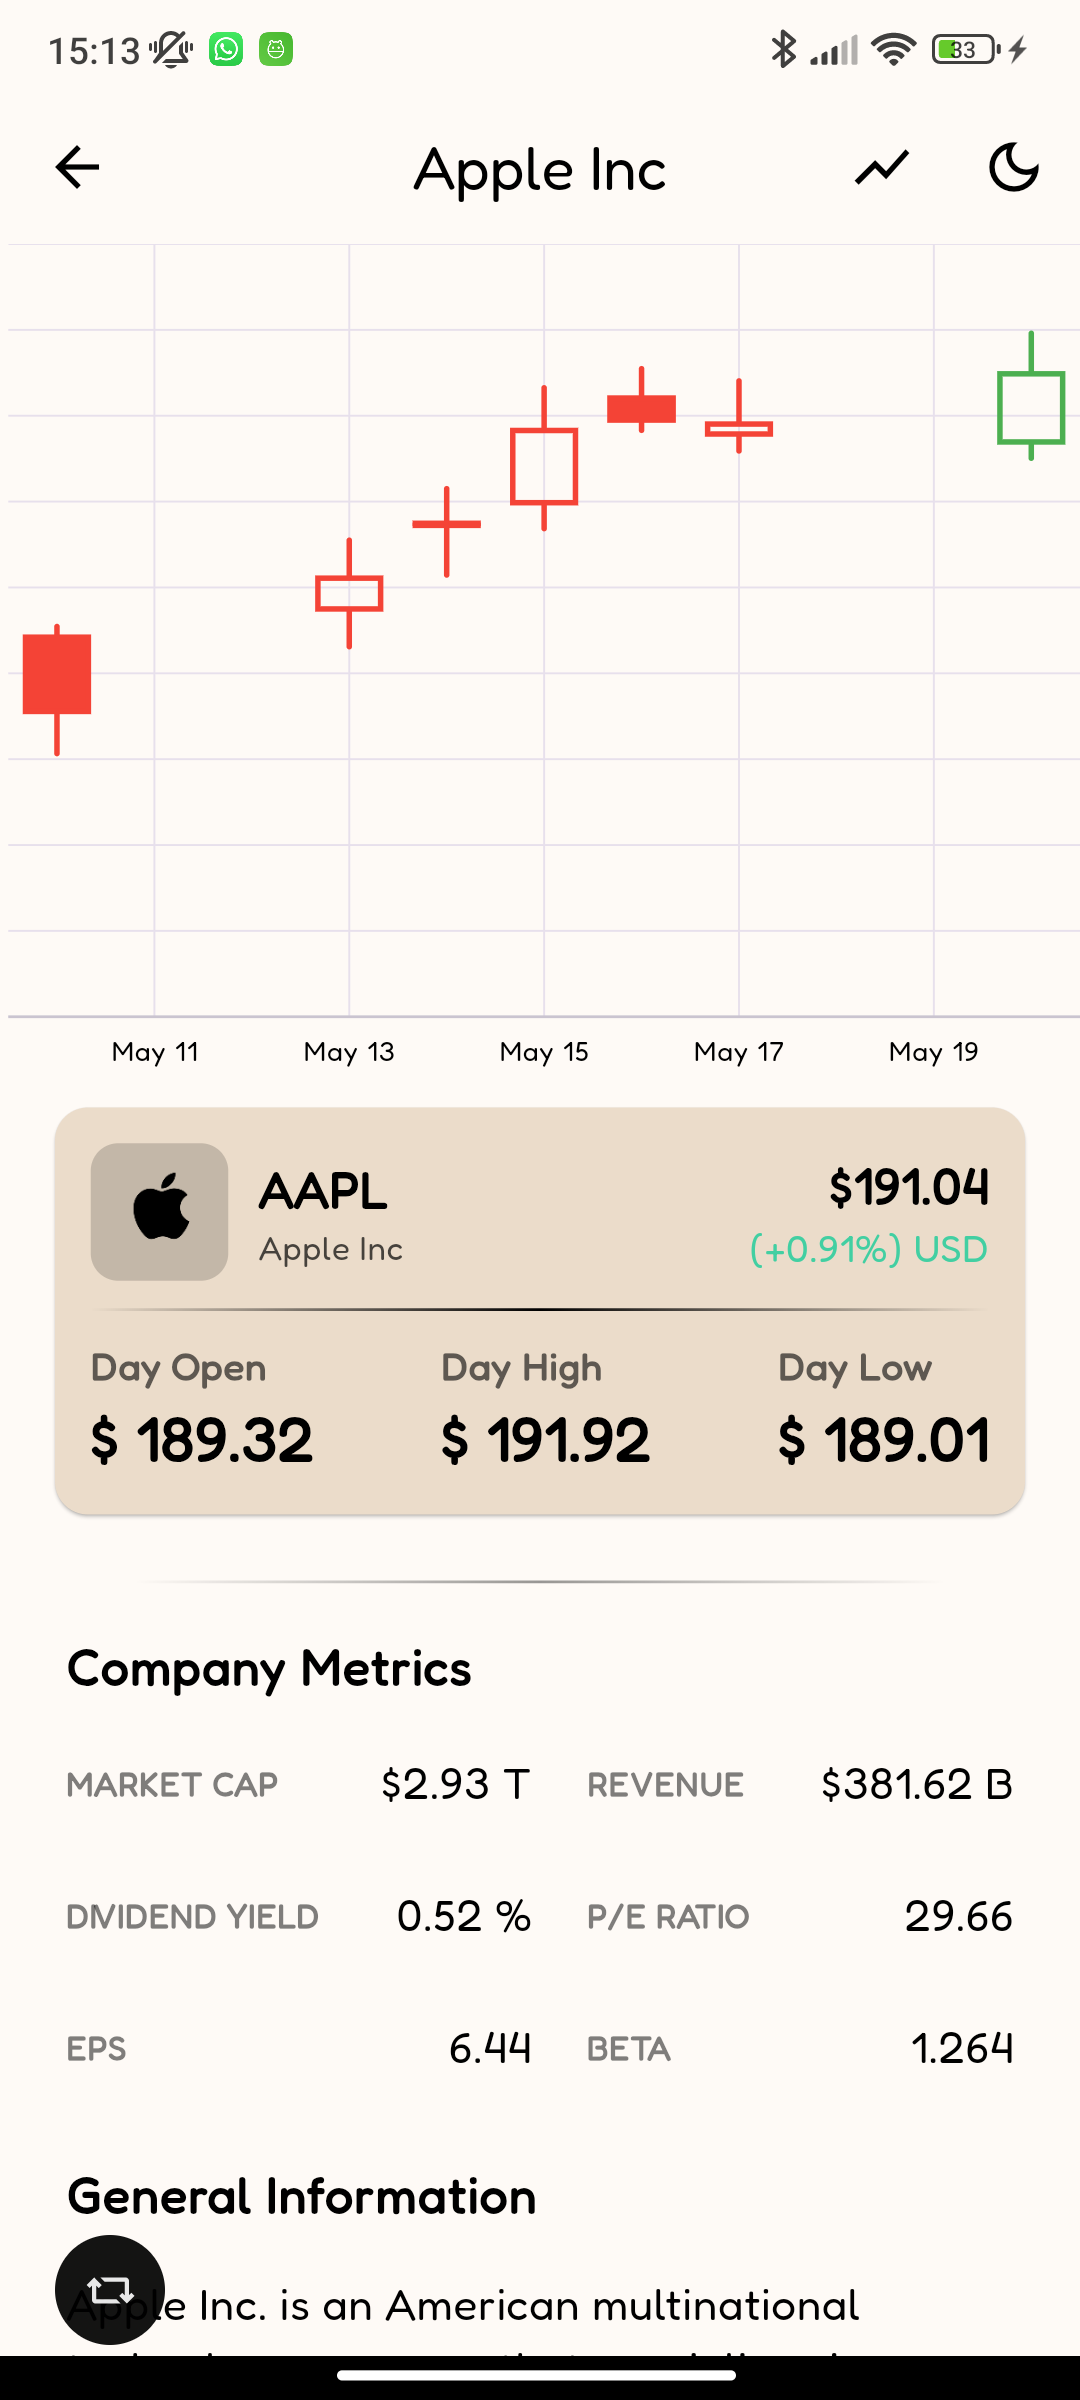 15:13 33
Apple Inc
May 11 May 13 May 15 May 17 May 19
AAPL $191.04
Apple Inc (+0.91%) USD
Day Open Day High Day Low
$ 189.32 $ 191.92 $ 189.01
Company Metrics
MARKET CAP $2.93 T REVENUE $381.62 B
DIVIDEND YIELD 0.52 % P/E RATIO 29.66
EPS 6.44 BETA 1.264
General Information
Apple Inc. is an American multinational